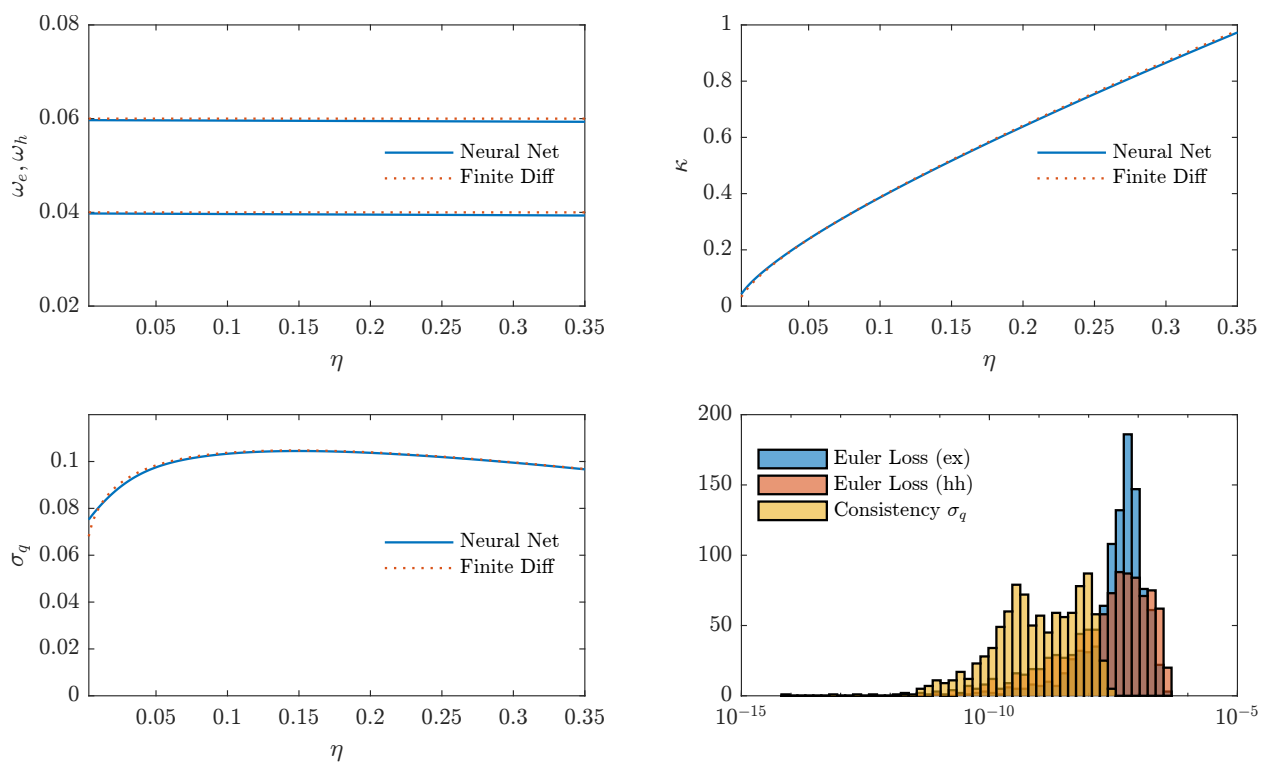 0.08
0.06
0.04
0.02
ω_e, ω_h
Neural Net
Finite Diff
0.05 0.1 0.15 0.2 0.25 0.3 0.35
η
1
0.8
0.6
0.4
0.2
0
κ
Neural Net
Finite Diff
0.05 0.1 0.15 0.2 0.25 0.3 0.35
η
0.1
0.08
0.06
0.04
0.02
0
σ_q
Neural Net
Finite Diff
0.05 0.1 0.15 0.2 0.25 0.3 0.35
η
200
150
100
50
0
Euler Loss (ex)
Euler Loss (hh)
Consistency σ_q
10^-15 10^-10 10^-5